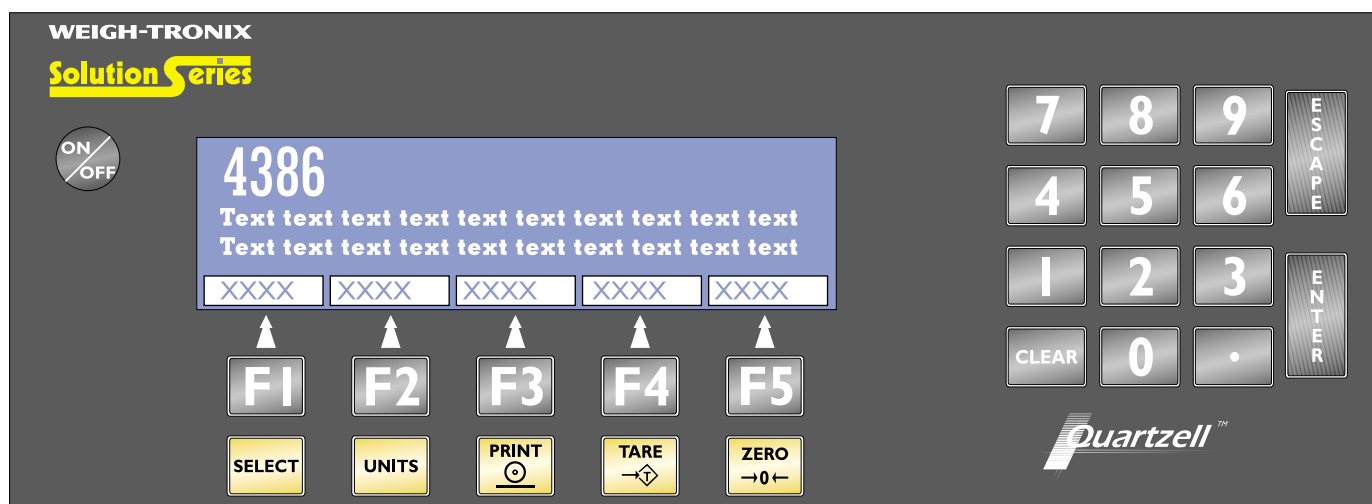 WEIGH-TRONIX
Solution Series
ON/OFF
4386
Text text text text text text text text text text
Text text text text text text text text text text
XXXX XXXX XXXX XXXX XXXX
F1 F2 F3 F4 F5
SELECT UNITS PRINT TARE ZERO
T →0←
7 8 9
ESCAPE
4 5 6
1 2 3
ENTER
CLEAR 0 .
Quartzell™